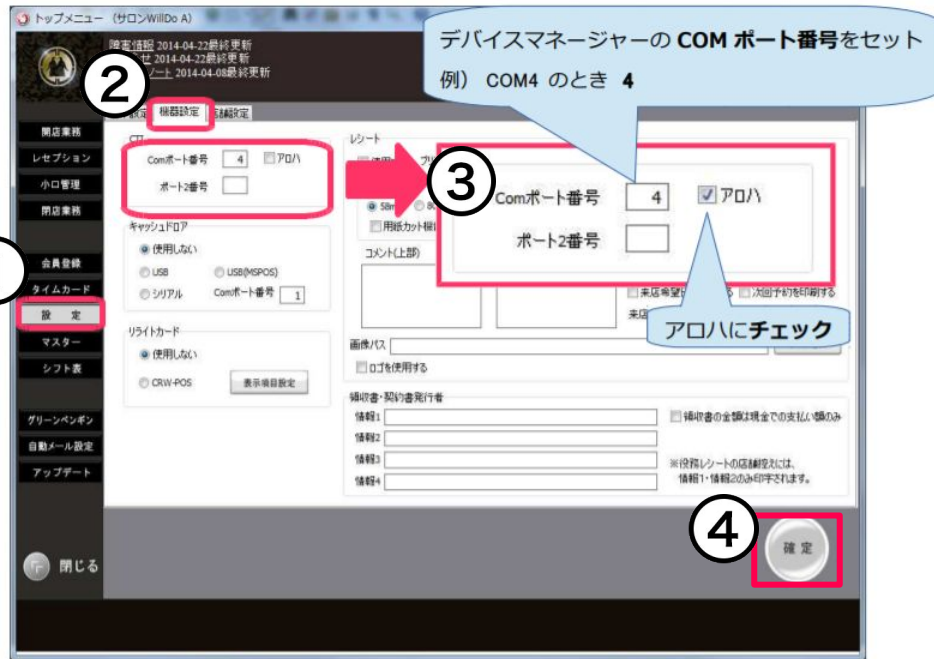 トップメニュー (サロンWillDo A)
障害情報 2014-04-22最終更新
せ 2014-04-22最終更新
ノート 2014-04-08最終更新
デバイスマネージャーの COM ポート番号をセット
例) COM4 のとき 4
②
設定 機器設定 店舗設定
開店業務
レセプション
小口管理
閉店業務
会員登録
タイムカード
設 定
マスター
シフト表
グリーンペンギン
自動メール設定
アップデート
閉じる
CTI
Comポート番号 4 アロハ
ポート2番号
キャッシュドロア
使用しない
USB USB(MSPOS)
シリアル Comポート番号 1
リライトカード
使用しない
CRW-POS 表示項目設定
レシート
③
Comポート番号 4 アロハ
ポート2番号
58m
用紙カット
コメント(上部)
次回予約を印刷する
アロハにチェック
画像パス
ロゴを使用する
領収書・契約書発行者
情報1 領収書の金額は現金での支払い額のみ
情報2
情報3 ※役務レシートの店舗控えには、
情報4 情報1・情報2のみ印字されます。
④
確 定